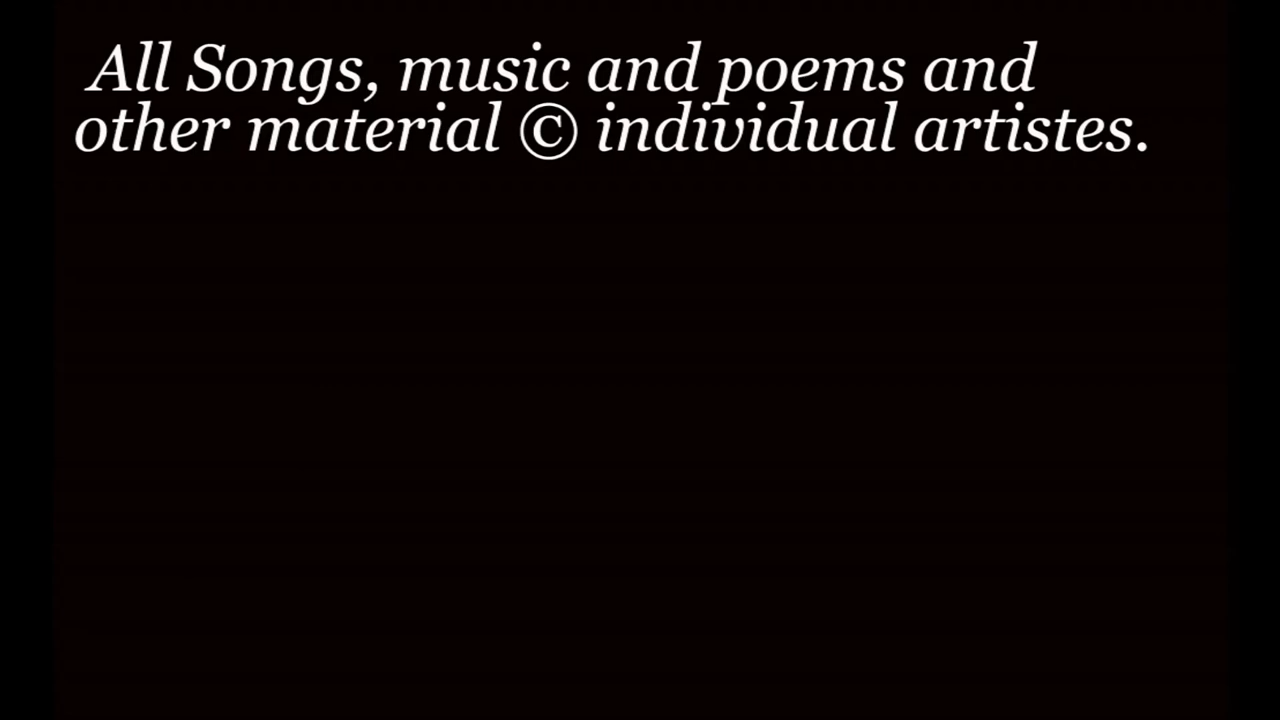 All Songs, music and poems and
other material © individual artistes.